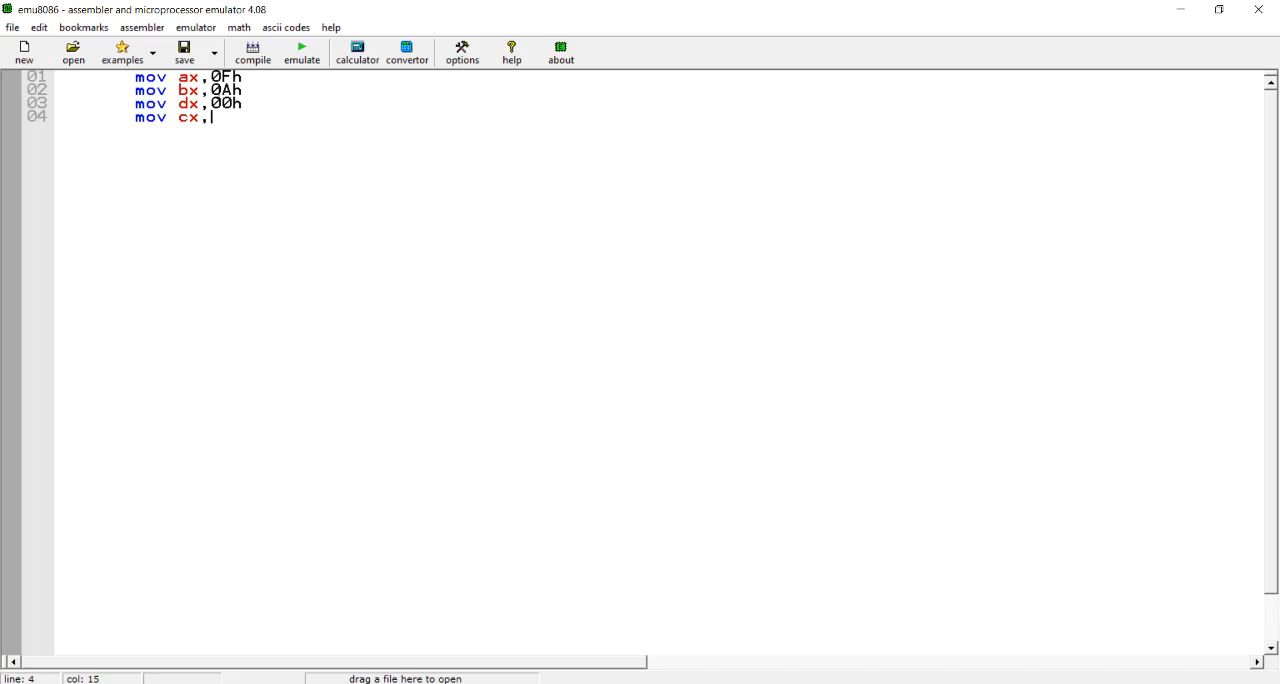 emu8086 - assembler and microprocessor emulator 4.08
file edit bookmarks assembler emulator math ascii codes help
new open examples save compile emulate calculator convertor options help about
01 mov ax,0Fh
02 mov bx,0Ah
03 mov dx,00h
04 mov cx,
line: 4 col: 15 drag a file here to open